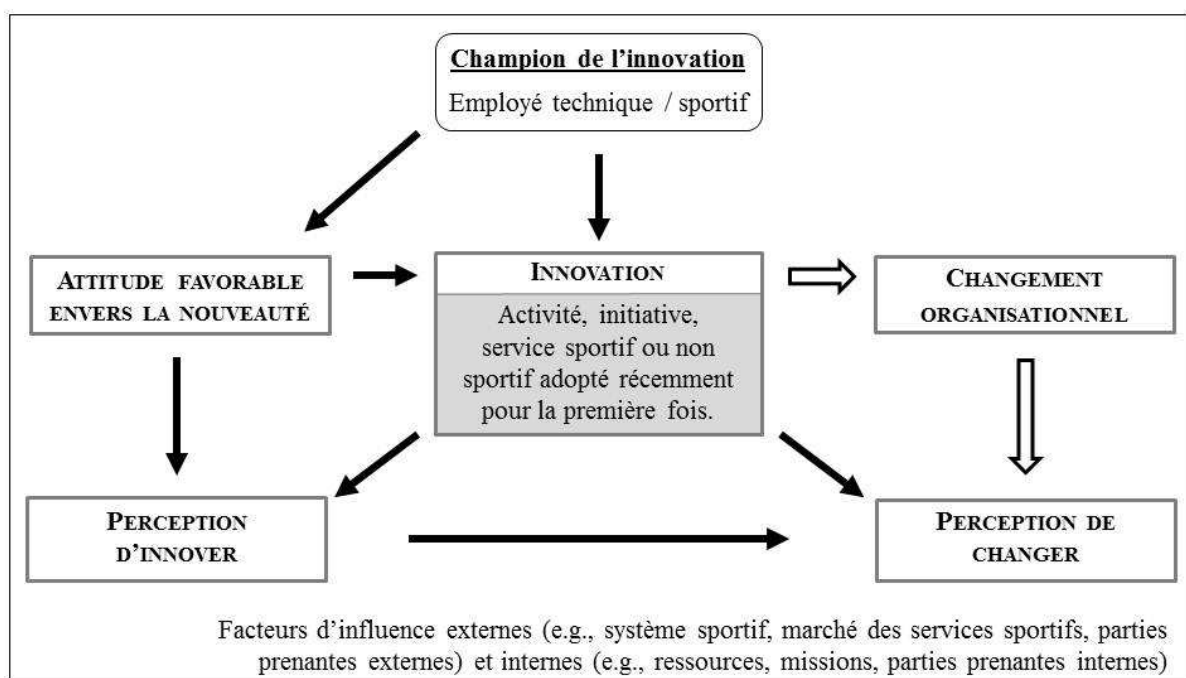 Champion de l’innovation
Employé technique / sportif
ATTITUDE FAVORABLE
ENVERS LA NOUVEAUTÉ
INNOVATION
Activité, initiative,
service sportif ou non
sportif adopté récemment
pour la première fois.
CHANGEMENT
ORGANISATIONNEL
PERCEPTION
D’INNOVER
PERCEPTION DE
CHANGER
Facteurs d’influence externes (e.g., système sportif, marché des services sportifs, parties
prenantes externes) et internes (e.g., ressources, missions, parties prenantes internes)